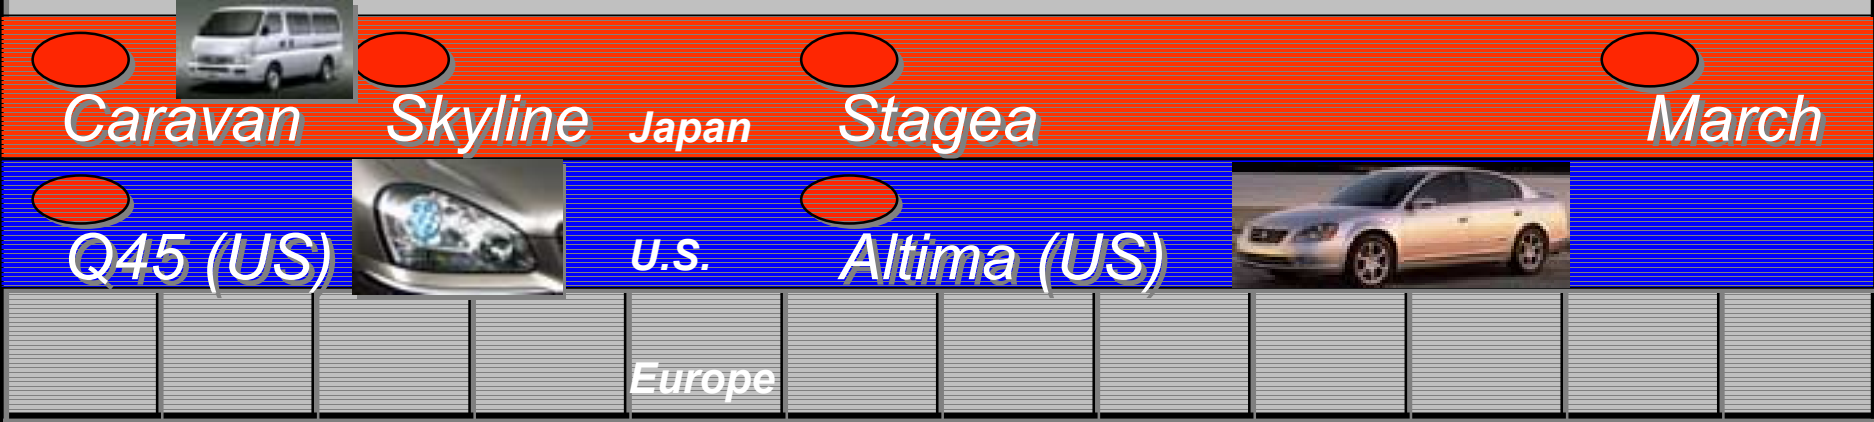 Caravan Skyline Japan Stagea March
Q45 (US) U.S. Altima (US)
Europe